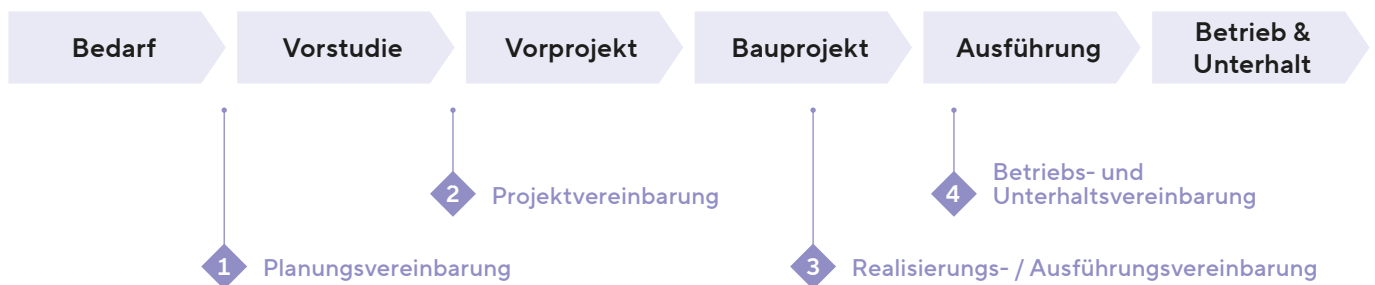 Bedarf
Vorstudie
Vorprojekt
Bauprojekt
Ausführung
Betrieb &
Unterhalt
2 Projektvereinbarung
4 Betriebs- und
Unterhaltsvereinbarung
1 Planungsvereinbarung
3 Realisierungs- / Ausführungsvereinbarung